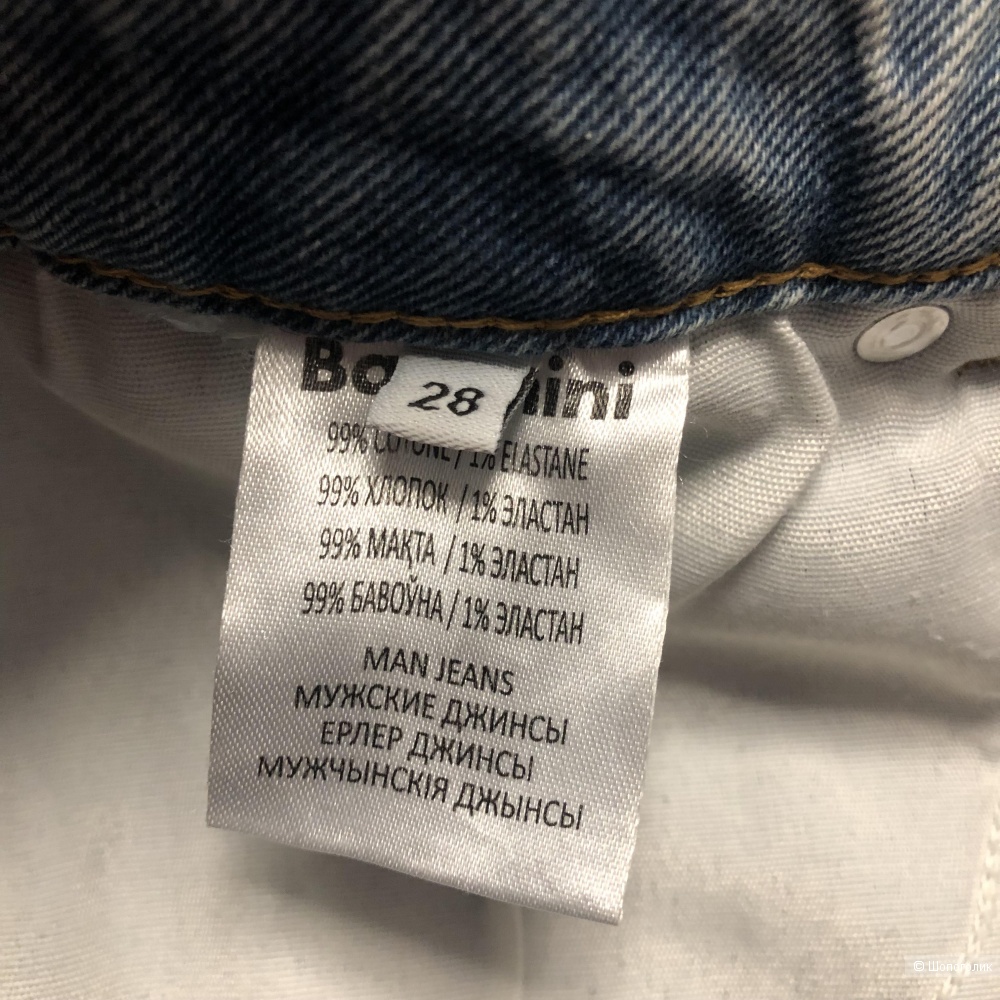 28
99% COTONE / 1% ELASTANE
99% ХЛОПОК / 1% ЭЛАСТАН
99% МАҚТА / 1% ЭЛАСТАН
99% БАВОЎНА / 1% ЭЛАСТАН
MAN JEANS
МУЖСКИЕ ДЖИНСЫ
ЕРЛЕР ДЖИНСЫ
МУЖЧЫНСКІЯ ДЖЫНСЫ
© Шопоголик